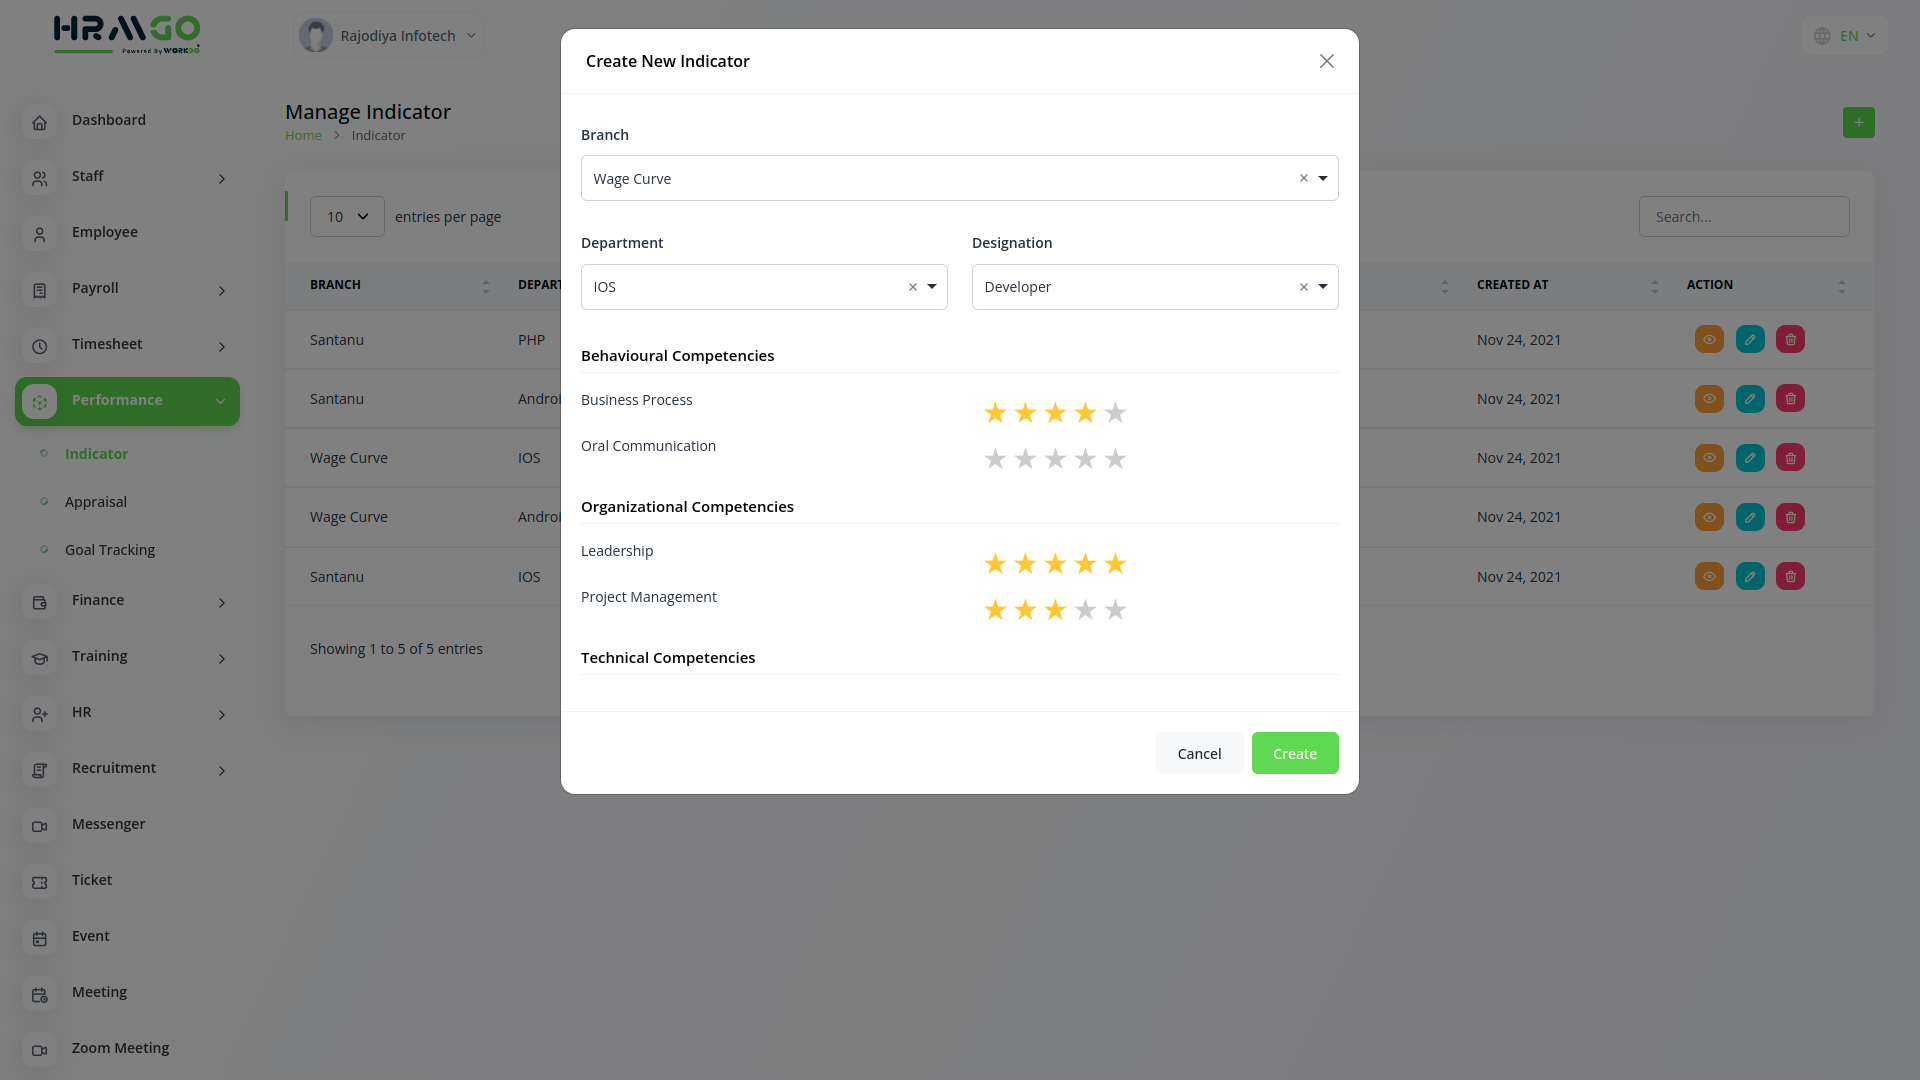 HRMGO
Powered By WORKDO
Rajodiya Infotech
EN
Dashboard
Staff
Employee
Payroll
Timesheet
Performance
Indicator
Appraisal
Goal Tracking
Finance
Training
HR
Recruitment
Messenger
Ticket
Event
Meeting
Zoom Meeting
Manage Indicator
Home > Indicator
+
10 entries per page
Search...
BRANCH DEPART CREATED AT ACTION
Santanu PHP Nov 24, 2021
Santanu Androi Nov 24, 2021
Wage Curve IOS Nov 24, 2021
Wage Curve Androi Nov 24, 2021
Santanu IOS Nov 24, 2021
Showing 1 to 5 of 5 entries
Create New Indicator
Branch
Wage Curve ×
Department Designation
IOS × Developer ×
Behavioural Competencies
Business Process
Oral Communication
Organizational Competencies
Leadership
Project Management
Technical Competencies
Cancel Create